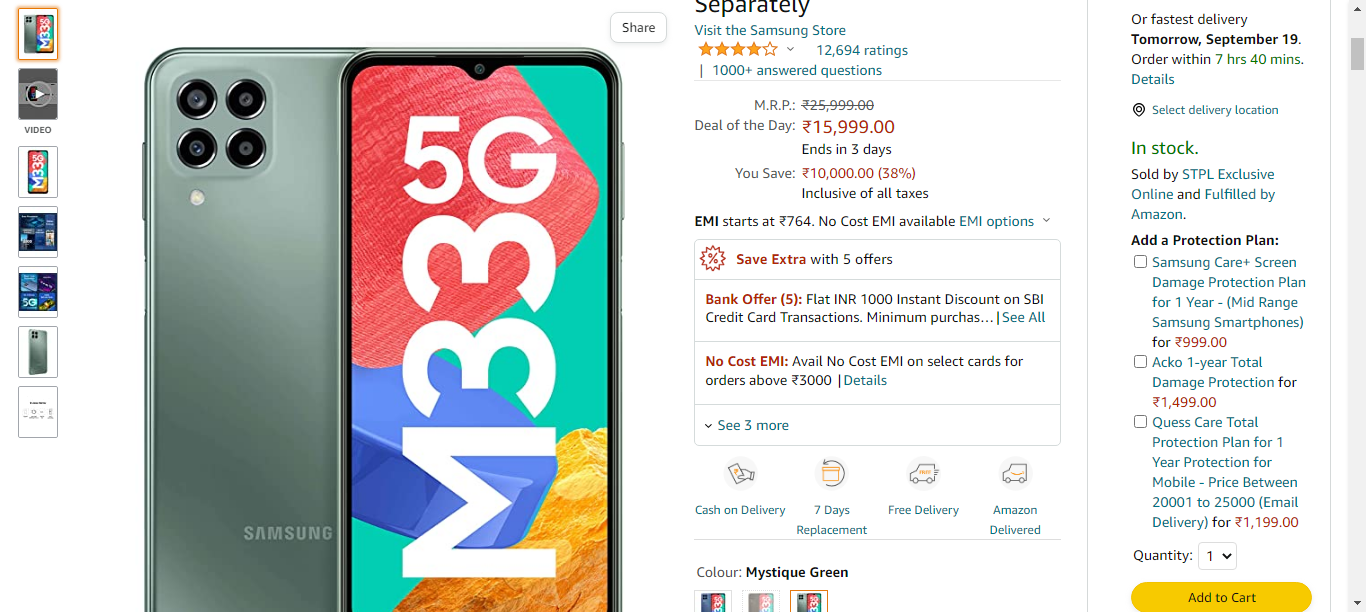 Share
VIDEO
M33 5G
SAMSUNG
Separately
Visit the Samsung Store
12,694 ratings
| 1000+ answered questions
M.R.P.: ₹25,999.00
Deal of the Day: ₹15,999.00
Ends in 3 days
You Save: ₹10,000.00 (38%)
Inclusive of all taxes
EMI starts at ₹764. No Cost EMI available EMI options
Save Extra with 5 offers
Bank Offer (5): Flat INR 1000 Instant Discount on SBI
Credit Card Transactions. Minimum purchas… | See All
No Cost EMI: Avail No Cost EMI on select cards for
orders above ₹3000 | Details
See 3 more
Cash on Delivery
7 Days
Replacement
FREE
Free Delivery
Amazon
Delivered
Colour: Mystique Green
Or fastest delivery
Tomorrow, September 19.
Order within 7 hrs 40 mins.
Details
Select delivery location
In stock.
Sold by STPL Exclusive
Online and Fulfilled by
Amazon.
Add a Protection Plan:
Samsung Care+ Screen
Damage Protection Plan
for 1 Year - (Mid Range
Samsung Smartphones)
for ₹999.00
Acko 1-year Total
Damage Protection for
₹1,499.00
Quess Care Total
Protection Plan for 1
Year Protection for
Mobile - Price Between
20001 to 25000 (Email
Delivery) for ₹1,199.00
Quantity: 1
Add to Cart